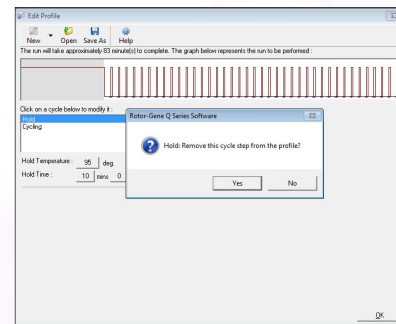 Edit Profile
New Open Save As Help
The run will take approximately 83 minute(s) to complete. The graph below represents the run to be performed :
Click on a cycle below to modify it :
Hold
Cycling
Rotor-Gene Q Series Software
Hold: Remove this cycle step from the profile?
Yes No
Hold Temperature : 95 deg.
Hold Time : 10 mins 0
OK